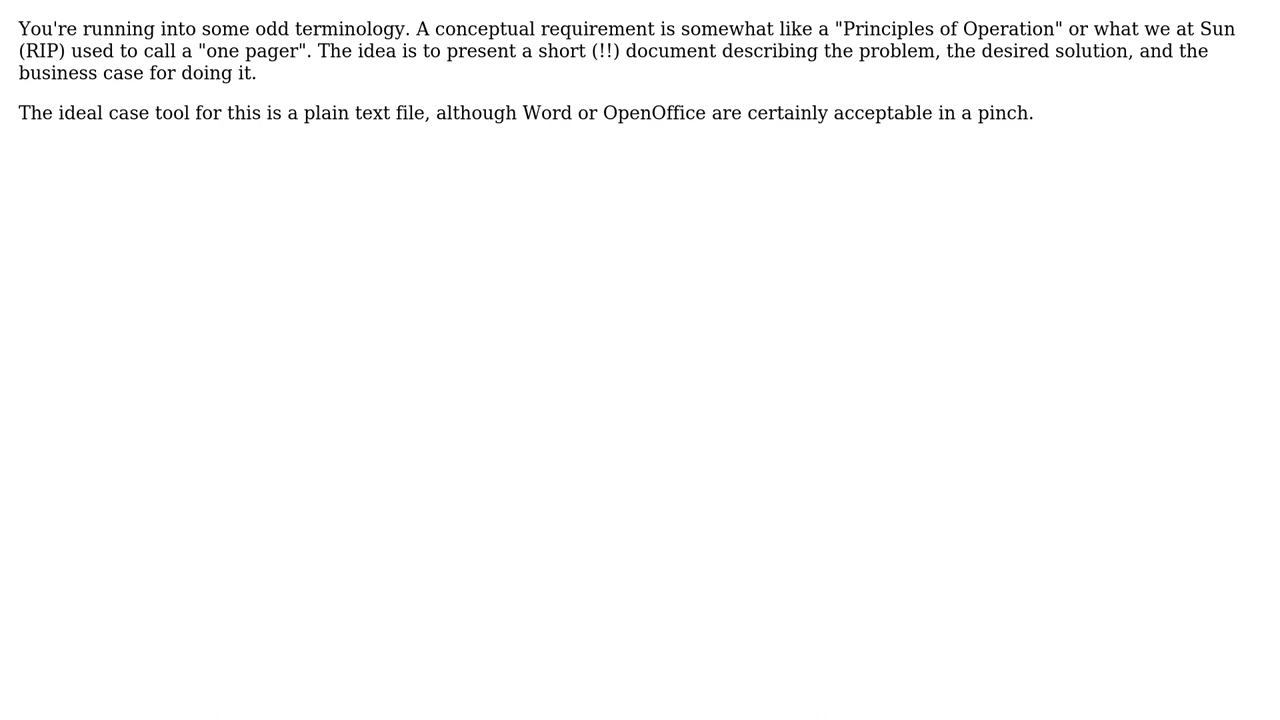 You're running into some odd terminology. A conceptual requirement is somewhat like a "Principles of Operation" or what we at Sun
(RIP) used to call a "one pager". The idea is to present a short (!!) document describing the problem, the desired solution, and the
business case for doing it.
The ideal case tool for this is a plain text file, although Word or OpenOffice are certainly acceptable in a pinch.